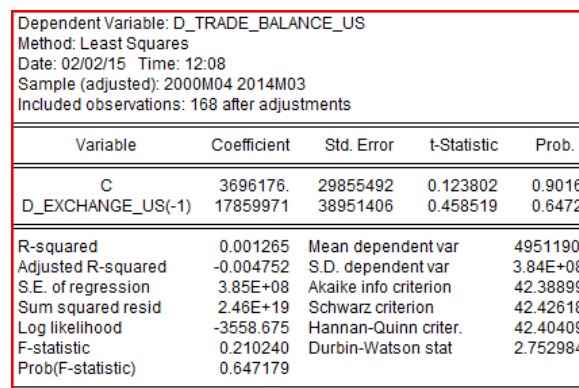 Dependent Variable: D_TRADE_BALANCE_US
Method: Least Squares
Date: 02/02/15 Time: 12:08
Sample (adjusted): 2000M04 2014M03
Included observations: 168 after adjustments
Variable Coefficient Std. Error t-Statistic Prob.
C 3696176. 29855492 0.123802 0.9016
D_EXCHANGE_US(-1) 17859971 38951406 0.458519 0.6472
R-squared 0.001265 Mean dependent var 4951190
Adjusted R-squared -0.004752 S.D. dependent var 3.84E+08
S.E. of regression 3.85E+08 Akaike info criterion 42.38899
Sum squared resid 2.46E+19 Schwarz criterion 42.42618
Log likelihood -3558.675 Hannan-Quinn criter. 42.40409
F-statistic 0.210240 Durbin-Watson stat 2.752984
Prob(F-statistic) 0.647179